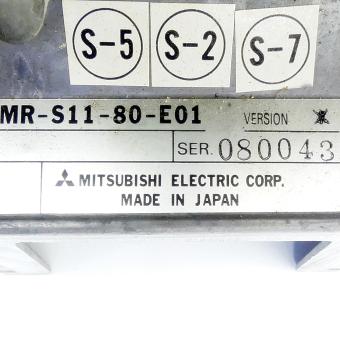 S-5 S-2 S-7
MR-S11-80-E01 VERSION
SER. 080043
MITSUBISHI ELECTRIC CORP.
MADE IN JAPAN